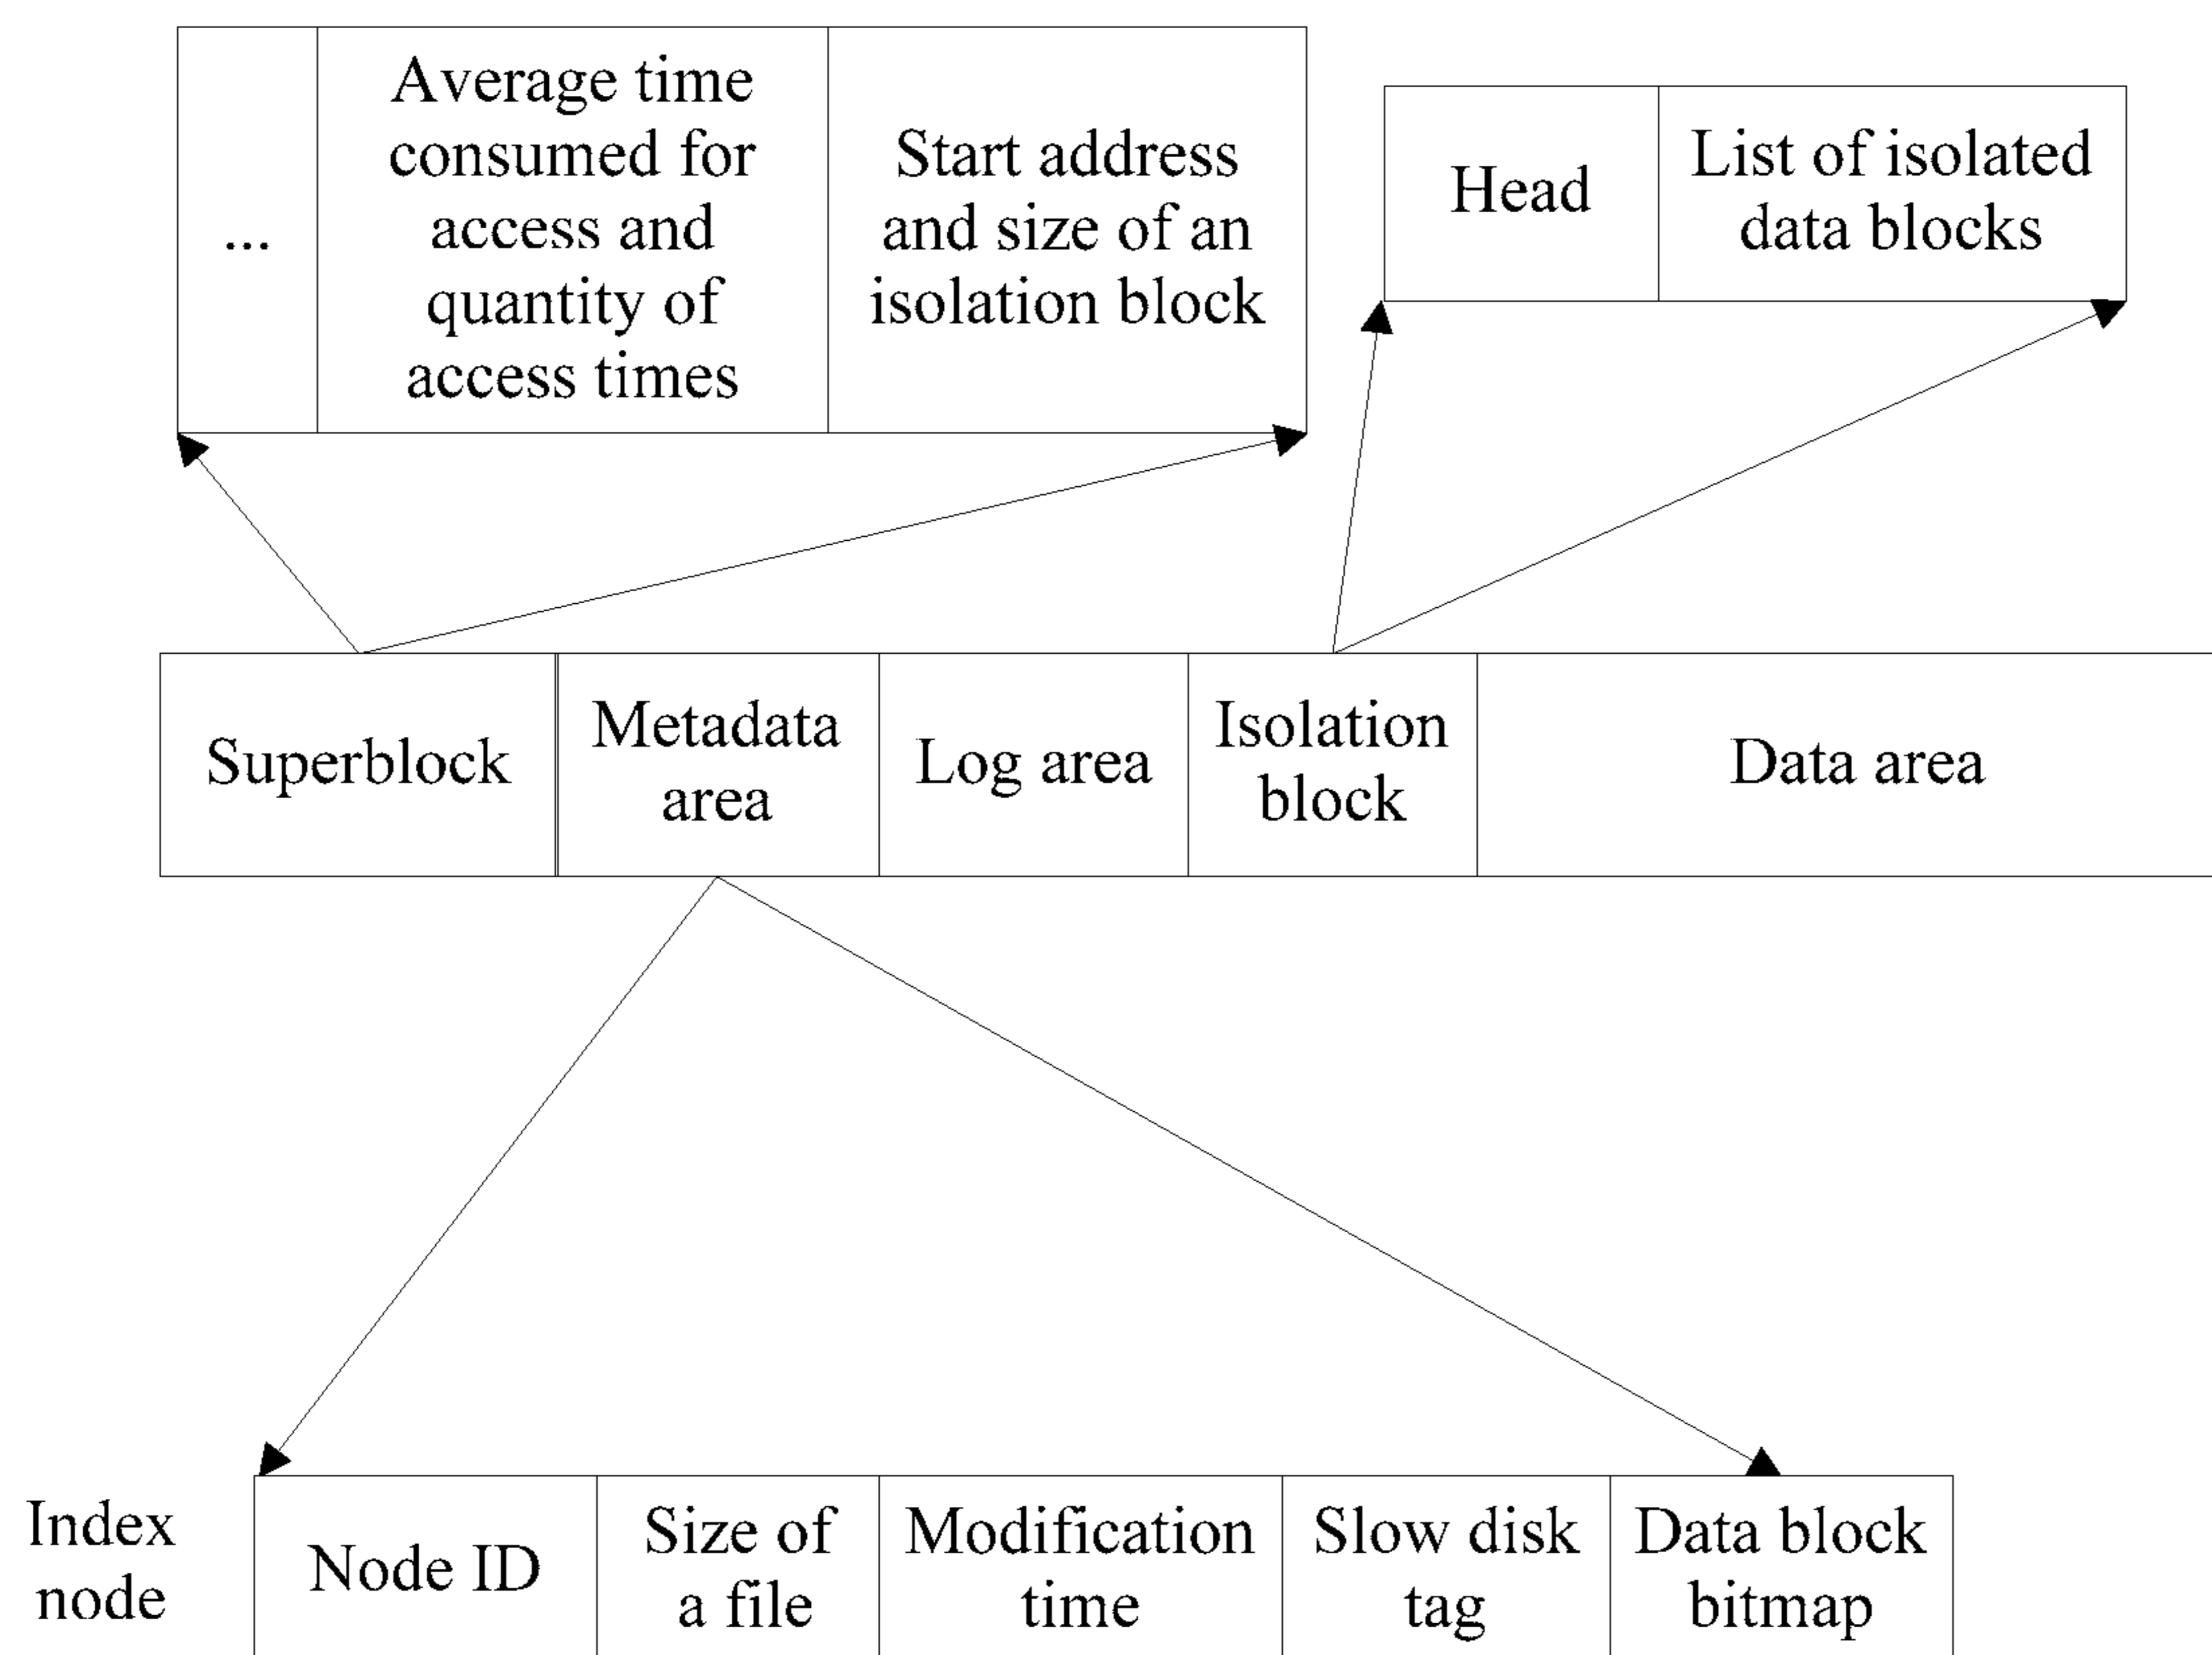 ...
Average time
consumed for
access and
quantity of
access times
Start address
and size of an
isolation block
Head
List of isolated
data blocks
Superblock
Metadata
area
Log area
Isolation
block
Data area
Index
node
Node ID
Size of
a file
Modification
time
Slow disk
tag
Data block
bitmap